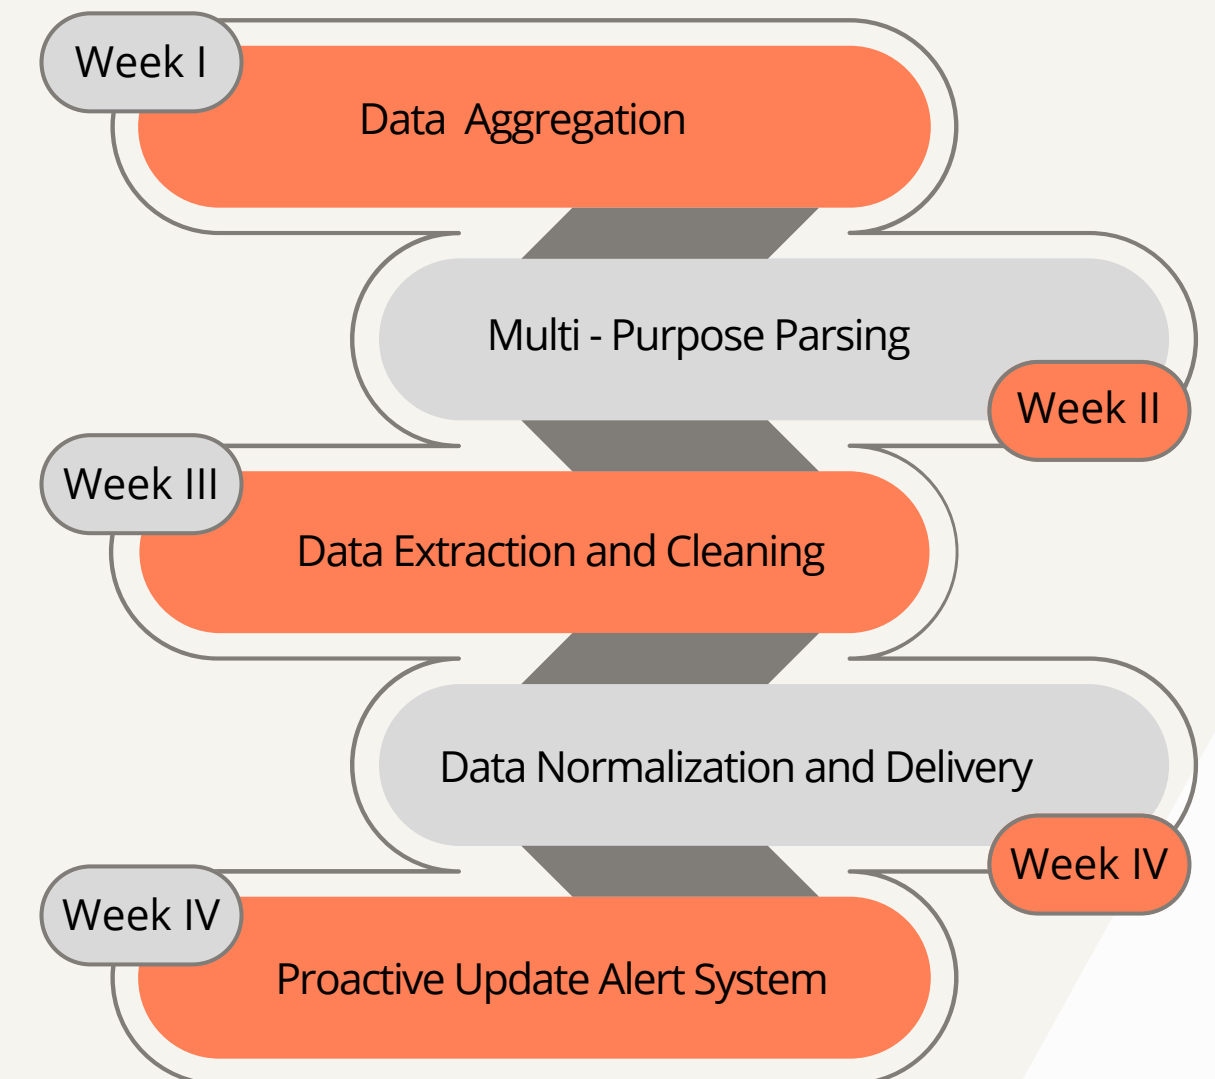 Week I
Data Aggregation
Multi - Purpose Parsing
Week II
Week III
Data Extraction and Cleaning
Data Normalization and Delivery
Week IV
Week IV
Proactive Update Alert System